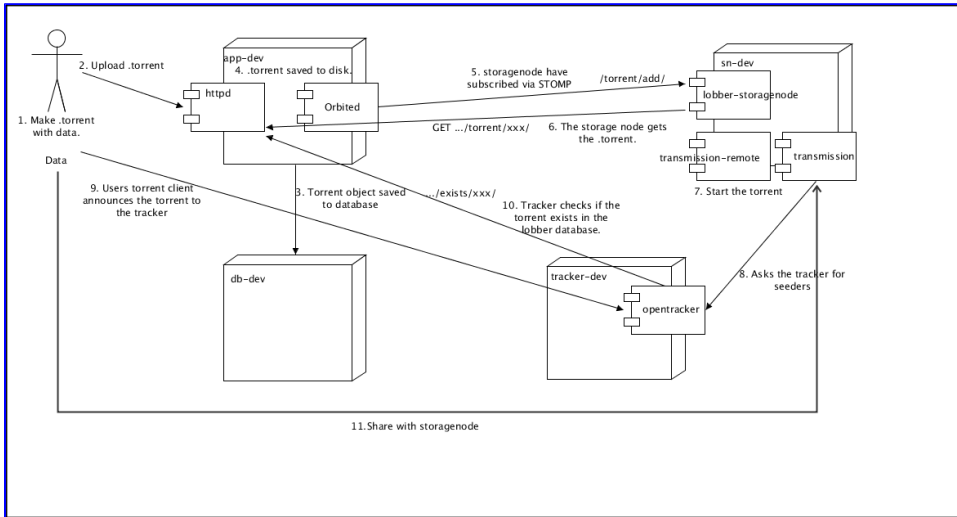 app-dev
sn-dev
2. Upload .torrent
4. .torrent saved to disk.
5. storagenode have
subscribed via STOMP
/torrent/add/
httpd
Orbited
lobber-storagenode
1. Make .torrent
with data.
GET .../torrent/xxx/
6. The storage node gets
the .torrent.
Data
transmission-remote
transmission
9. Users torrent client
announces the torrent to
the tracker
3. Torrent object saved
to database
.../exists/xxx/
7. Start the torrent
10. Tracker checks if the
torrent exists in the
lobber database.
db-dev
tracker-dev
8. Asks the tracker for
seeders
opentracker
11.Share with storagenode